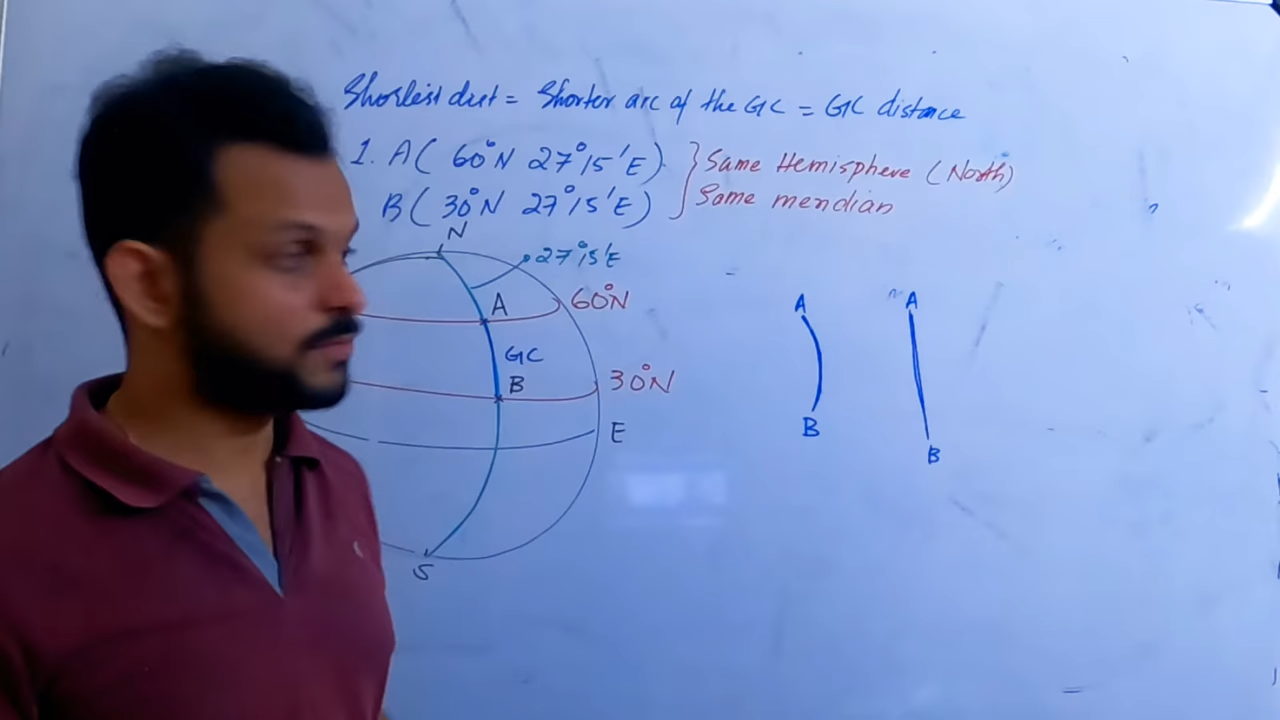 Shortest dist = Shorter arc of the GC = GC distance
1. A( 60°N 27°15'E) } Same Hemisphere (North)
B( 30°N 27°15'E) Same meridian
N
27°15'E
A 60°N
GC
B 30°N
E
S
A A
B
B